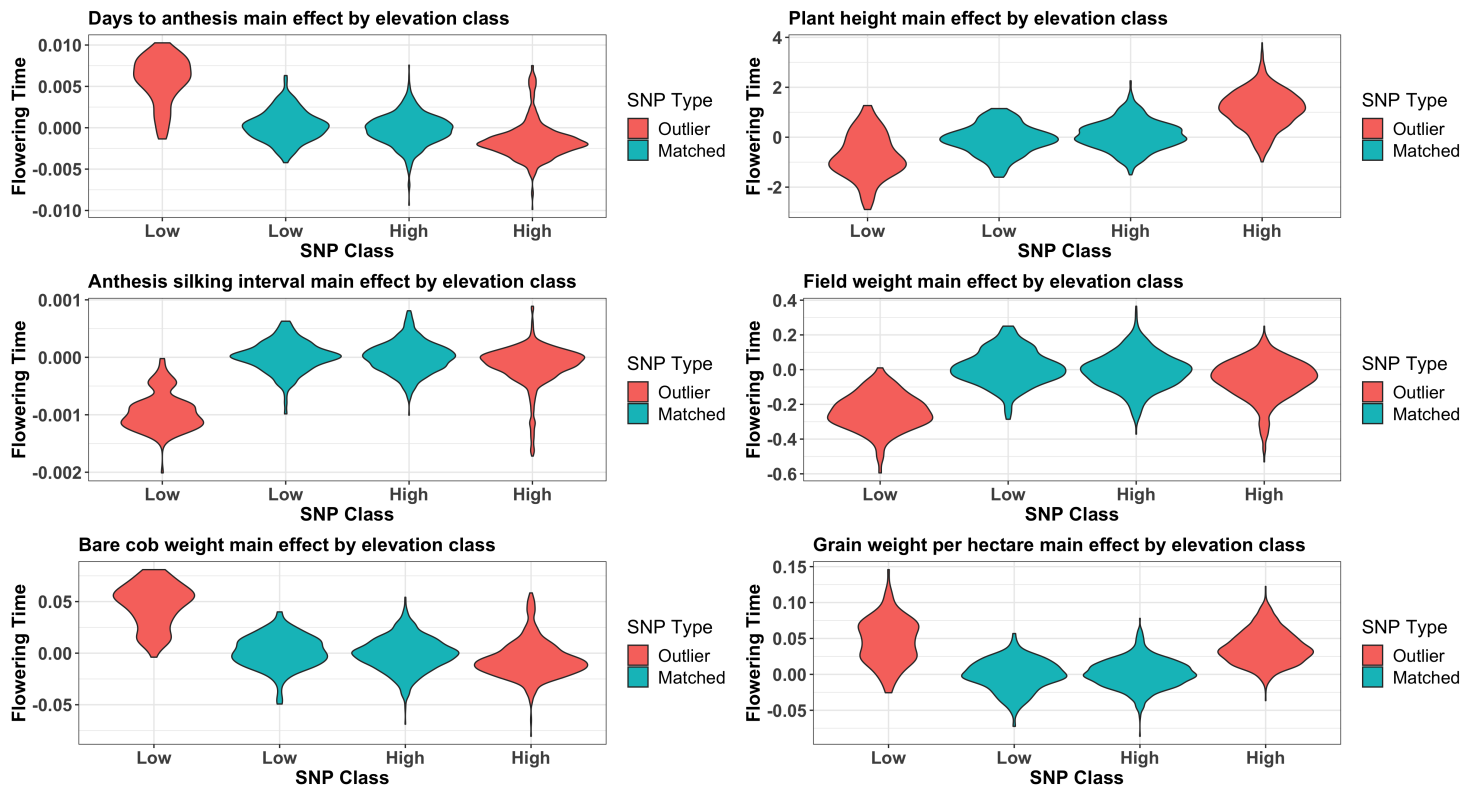 Days to anthesis main effect by elevation class
0.010
0.005
0.000
-0.005
-0.010
Flowering Time
Low Low High High
SNP Class
SNP Type
Outlier
Matched
Plant height main effect by elevation class
4
2
0
-2
Flowering Time
Low Low High High
SNP Class
SNP Type
Outlier
Matched
Anthesis silking interval main effect by elevation class
0.001
0.000
-0.001
-0.002
Flowering Time
Low Low High High
SNP Class
SNP Type
Outlier
Matched
Field weight main effect by elevation class
0.4
0.2
0.0
-0.2
-0.4
-0.6
Flowering Time
Low Low High High
SNP Class
SNP Type
Outlier
Matched
Bare cob weight main effect by elevation class
0.05
0.00
-0.05
Flowering Time
Low Low High High
SNP Class
SNP Type
Outlier
Matched
Grain weight per hectare main effect by elevation class
0.15
0.10
0.05
0.00
-0.05
Flowering Time
Low Low High High
SNP Class
SNP Type
Outlier
Matched